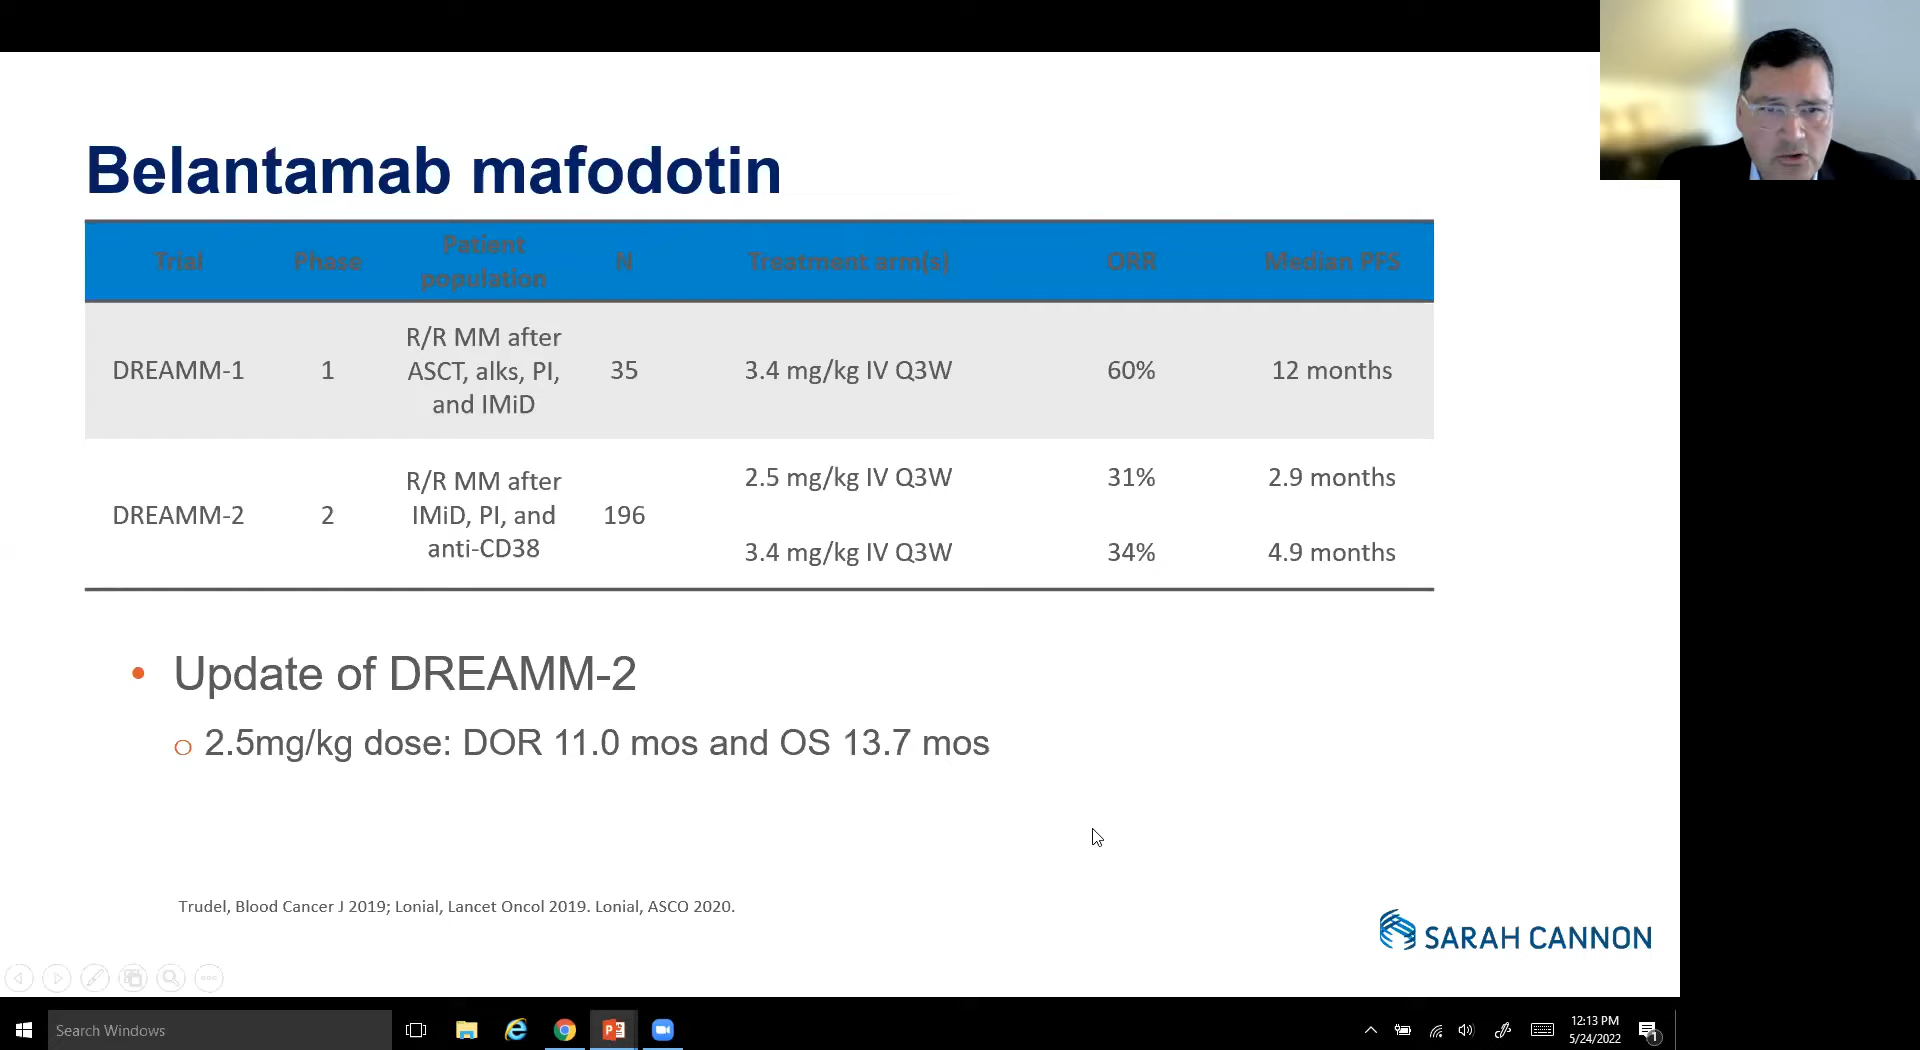 Belantamab mafodotin
Trial Phase Patient population N Treatment arm(s) ORR Median PFS
R/R MM after
DREAMM-1 1 ASCT, alks, PI, 35 3.4 mg/kg IV Q3W 60% 12 months
and IMiD
R/R MM after 2.5 mg/kg IV Q3W 31% 2.9 months
DREAMM-2 2 IMiD, PI, and 196
anti-CD38 3.4 mg/kg IV Q3W 34% 4.9 months
• Update of DREAMM-2
o 2.5mg/kg dose: DOR 11.0 mos and OS 13.7 mos
Trudel, Blood Cancer J 2019; Lonial, Lancet Oncol 2019. Lonial, ASCO 2020.
SARAH CANNON
Search Windows
12:13 PM
5/24/2022
1